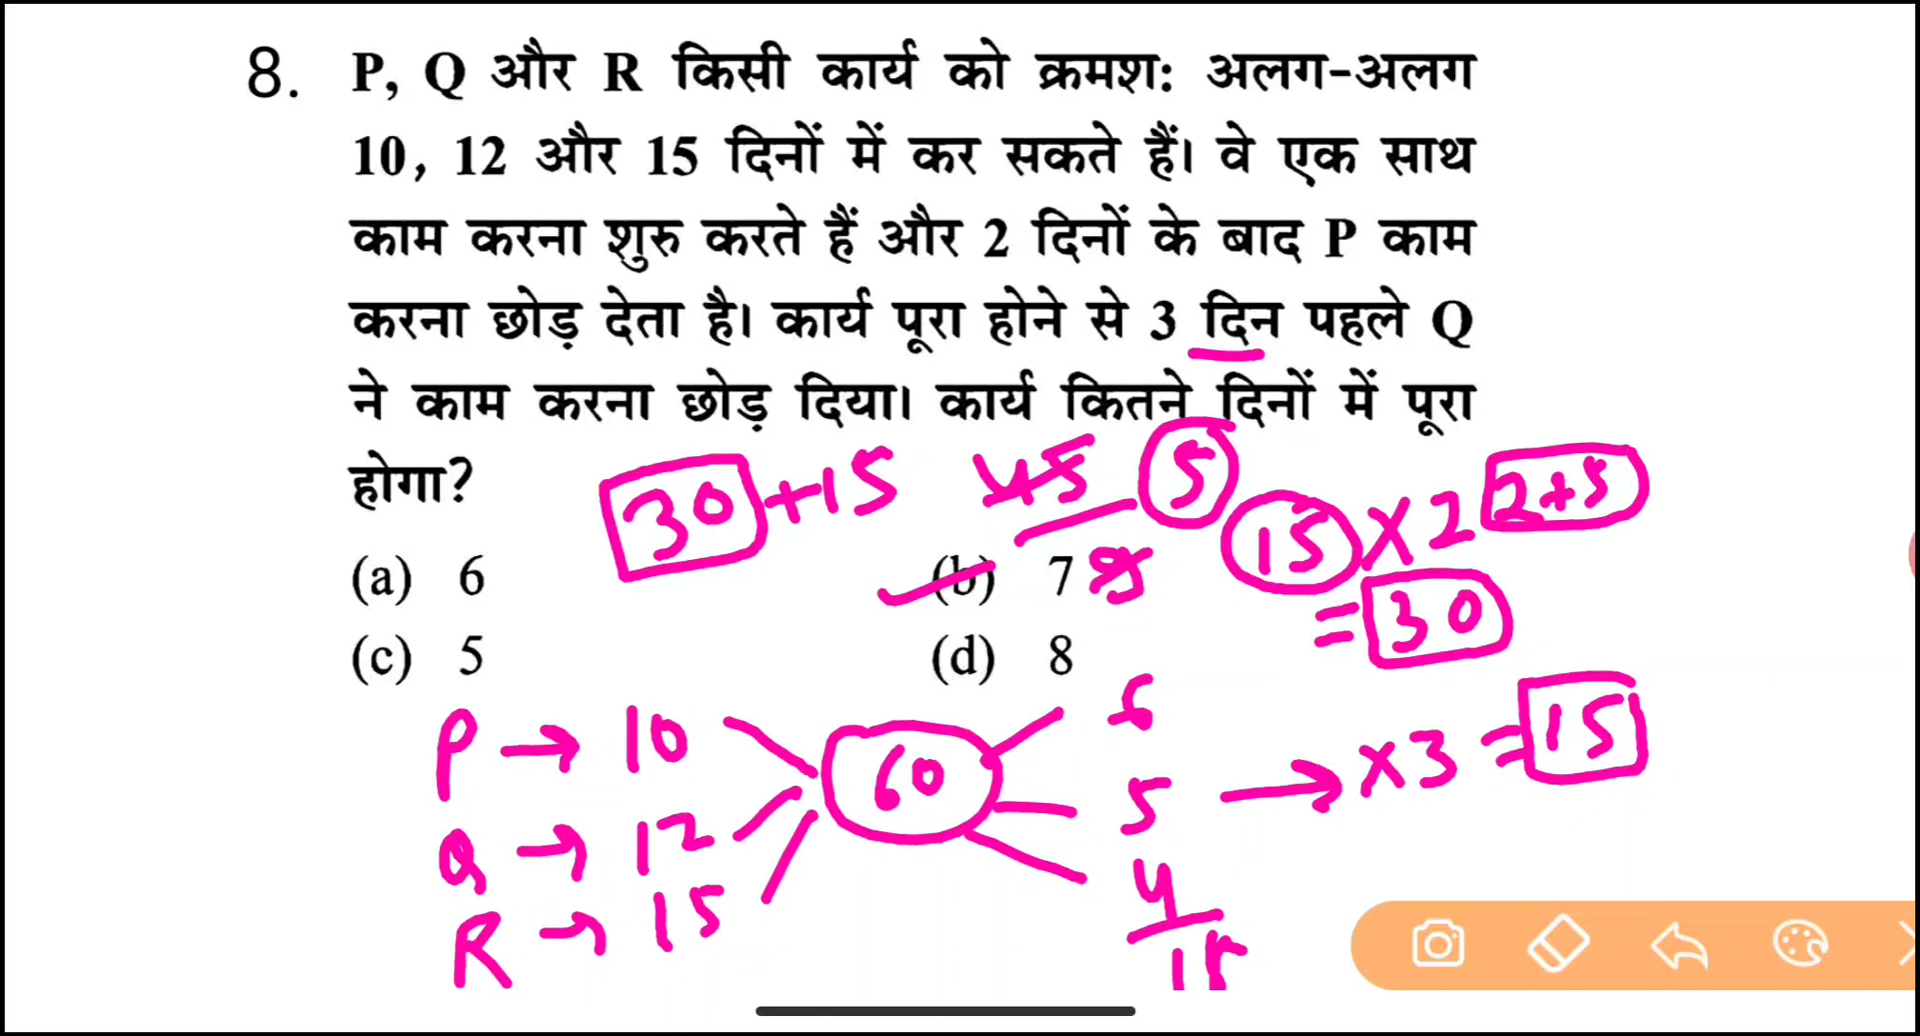 8. P, Q और R किसी कार्य को क्रमश: अलग-अलग
10, 12 और 15 दिनों में कर सकते हैं। वे एक साथ
काम करना शुरु करते हैं और 2 दिनों के बाद P काम
करना छोड़ देता है। कार्य पूरा होने से 3 दिन पहले Q
ने काम करना छोड़ दिया। कार्य कितने दिनों में पूरा
होगा?
30 + 15 45 5 15 × 2 2+5
9
= 30
(a) 6 (b) 7
(c) 5 (d) 8
P → 10 60 6
Q → 12 5 → ×3 = 15
R → 15 4
15